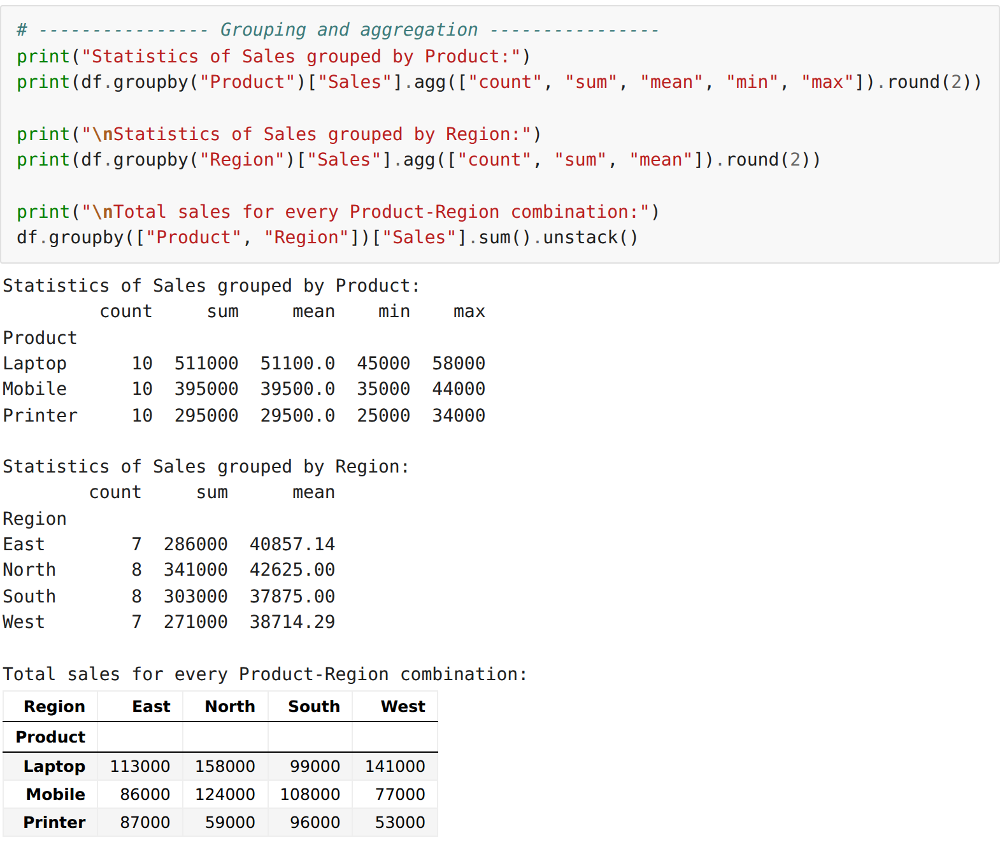 # ---------------- Grouping and aggregation ----------------
print("Statistics of Sales grouped by Product:")
print(df.groupby("Product")["Sales"].agg(["count", "sum", "mean", "min", "max"]).round(2))
print("\nStatistics of Sales grouped by Region:")
print(df.groupby("Region")["Sales"].agg(["count", "sum", "mean"]).round(2))
print("\nTotal sales for every Product-Region combination:")
df.groupby(["Product", "Region"])["Sales"].sum().unstack()
Statistics of Sales grouped by Product:
         count     sum     mean    min    max
Product
Laptop      10  511000  51100.0  45000  58000
Mobile      10  395000  39500.0  35000  44000
Printer     10  295000  29500.0  25000  34000
Statistics of Sales grouped by Region:
        count     sum      mean
Region
East        7  286000  40857.14
North       8  341000  42625.00
South       8  303000  37875.00
West        7  271000  38714.29
Total sales for every Product-Region combination:
Region East North South West
Product
Laptop 113000 158000 99000 141000
Mobile 86000 124000 108000 77000
Printer 87000 59000 96000 53000